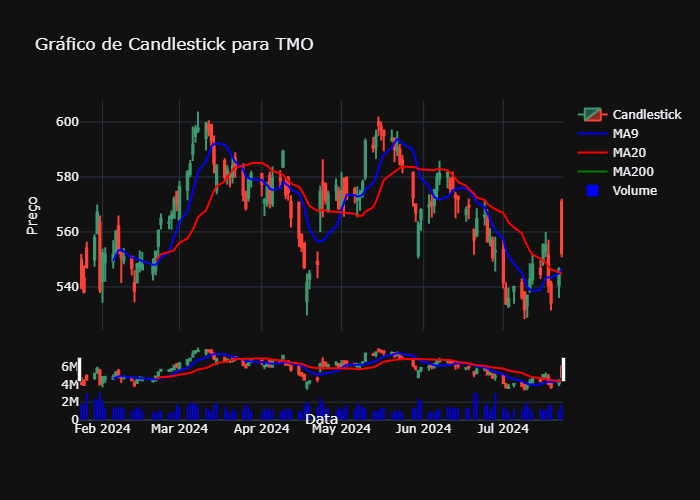 Gráfico de Candlestick para TMO
600
580
560
540
Preço
Candlestick
MA9
MA20
MA200
Volume
6M
4M
2M
0
Data
Feb 2024
Mar 2024
Apr 2024
May 2024
Jun 2024
Jul 2024